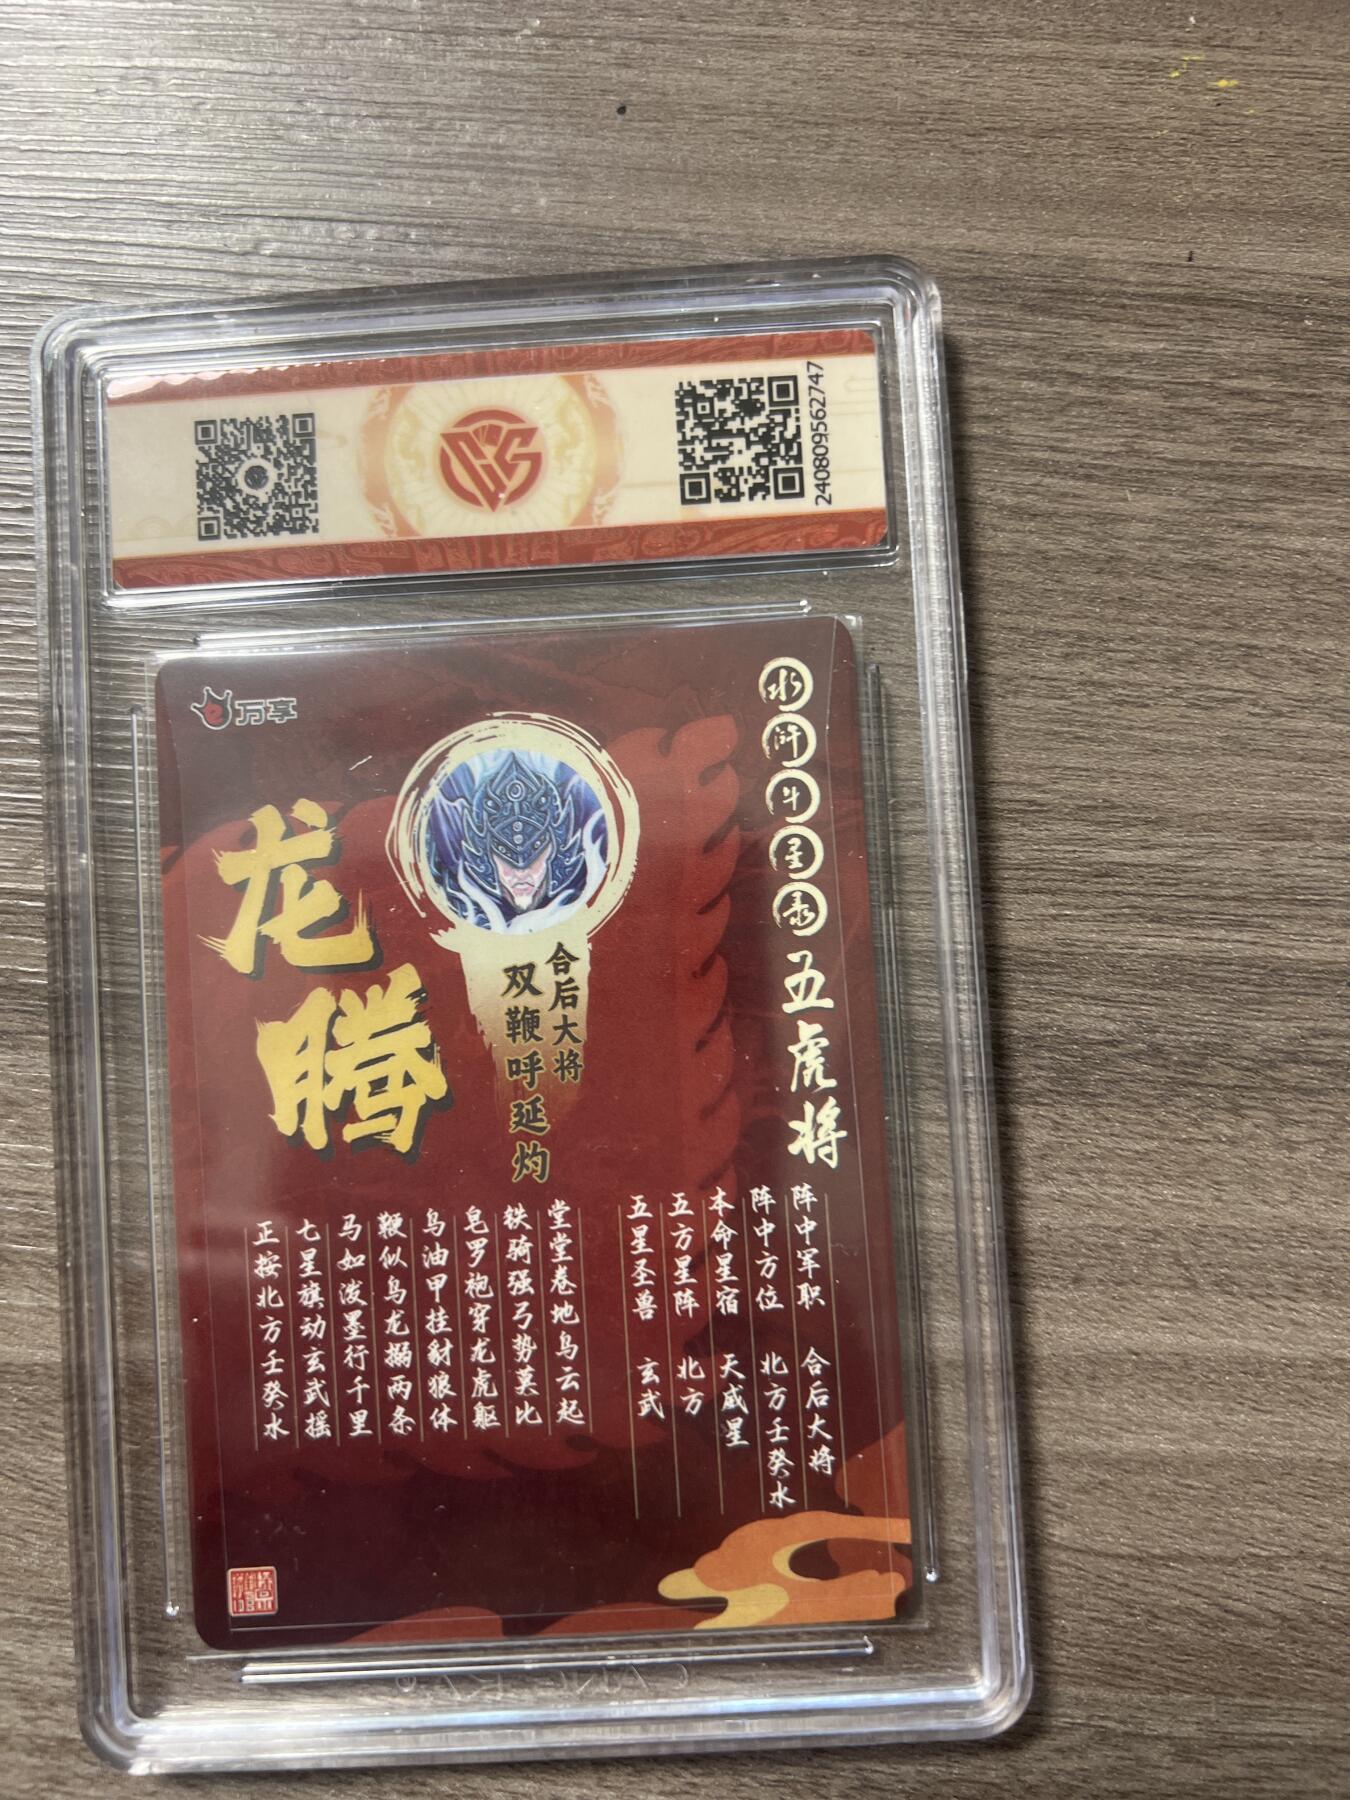 2408095562747
万享
水浒斗星录 五虎将
龙腾
合后大将
双鞭呼延灼
阵中军职 合后大将
阵中方位 北方壬癸水
本命星宿 天威星
五方星阵 北方
五星圣兽 玄武
堂堂卷地乌云起
铁骑强弓势莫比
皂罗袍穿龙虎躯
乌油甲挂豺狼体
鞭似乌龙搦两条
马如泼墨行千里
七星旗动玄武摇
正按北方壬癸水